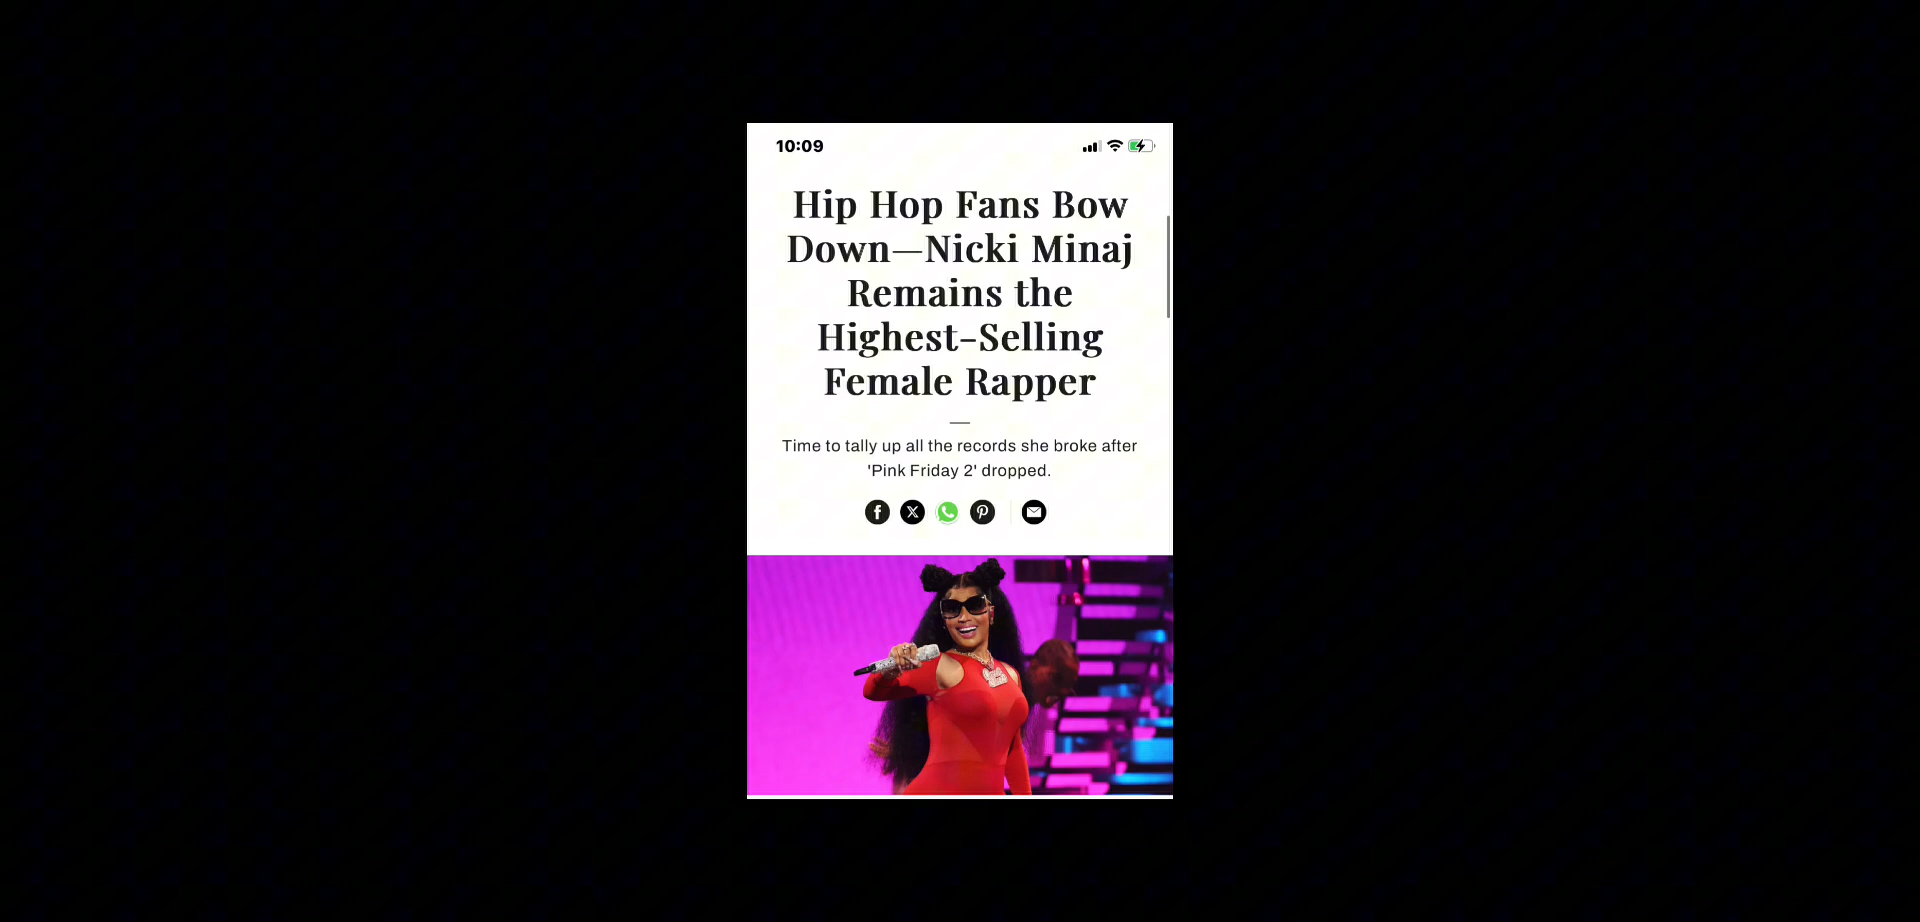 10:09
Hip Hop Fans Bow
Down—Nicki Minaj
Remains the
Highest-Selling
Female Rapper
Time to tally up all the records she broke after
'Pink Friday 2' dropped.